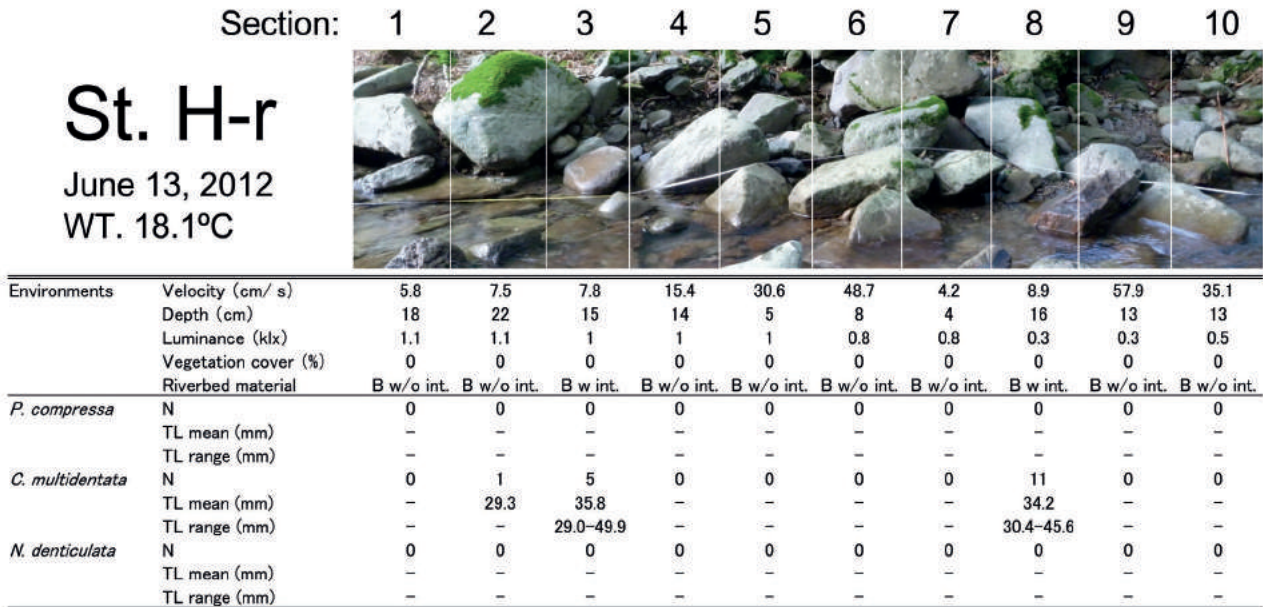 Section: 1 2 3 4 5 6 7 8 9 10
St. H-r
June 13, 2012
WT. 18.1ºC
Environments Velocity (cm/ s) 5.8 7.5 7.8 15.4 30.6 48.7 4.2 8.9 57.9 35.1
Depth (cm) 18 22 15 14 5 8 4 16 13 13
Luminance (klx) 1.1 1.1 1 1 1 0.8 0.8 0.3 0.3 0.5
Vegetation cover (%) 0 0 0 0 0 0 0 0 0 0
Riverbed material B w/o int. B w/o int. B w int. B w/o int. B w/o int. B w/o int. B w/o int. B w int. B w/o int. B w/o int.
P. compressa N 0 0 0 0 0 0 0 0 0 0
TL mean (mm) − − − − − − − − − −
TL range (mm) − − − − − − − − − −
C. multidentata N 0 1 5 0 0 0 0 11 0 0
TL mean (mm) − 29.3 35.8 − − − − 34.2 − −
TL range (mm) − − 29.0−49.9 − − − − 30.4−45.6 − −
N. denticulata N 0 0 0 0 0 0 0 0 0 0
TL mean (mm) − − − − − − − − − −
TL range (mm) − − − − − − − − − −